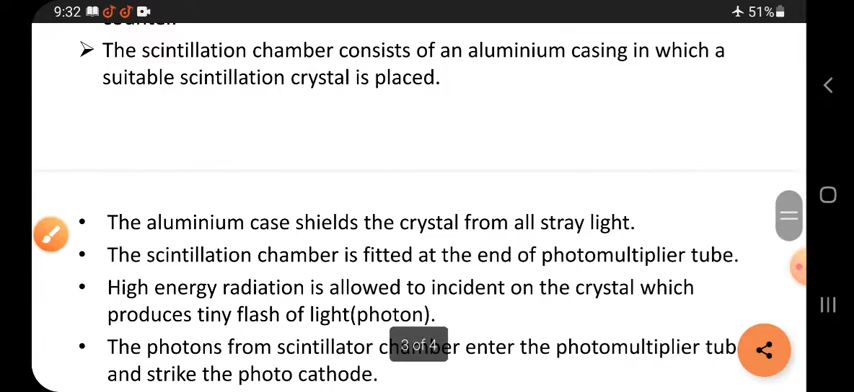 9:32
51%
➤ The scintillation chamber consists of an aluminium casing in which a
suitable scintillation crystal is placed.
• The aluminium case shields the crystal from all stray light.
• The scintillation chamber is fitted at the end of photomultiplier tube.
• High energy radiation is allowed to incident on the crystal which
produces tiny flash of light(photon).
3 of 4
• The photons from scintillator chamber enter the photomultiplier tub
and strike the photo cathode.